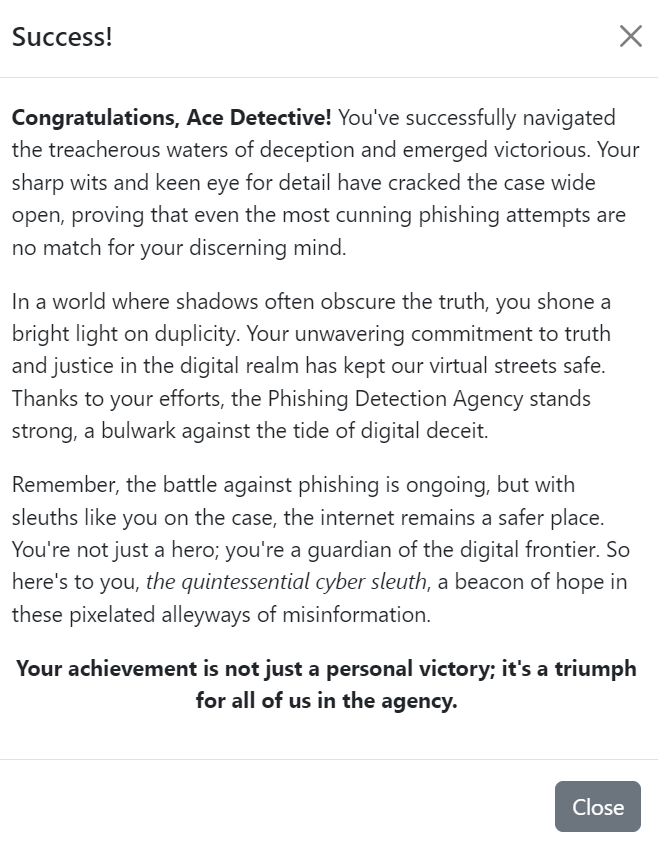 Success!
Congratulations, Ace Detective! You've successfully navigated
the treacherous waters of deception and emerged victorious. Your
sharp wits and keen eye for detail have cracked the case wide
open, proving that even the most cunning phishing attempts are
no match for your discerning mind.
In a world where shadows often obscure the truth, you shone a
bright light on duplicity. Your unwavering commitment to truth
and justice in the digital realm has kept our virtual streets safe.
Thanks to your efforts, the Phishing Detection Agency stands
strong, a bulwark against the tide of digital deceit.
Remember, the battle against phishing is ongoing, but with
sleuths like you on the case, the internet remains a safer place.
You're not just a hero; you're a guardian of the digital frontier. So
here's to you, the quintessential cyber sleuth, a beacon of hope in
these pixelated alleyways of misinformation.
Your achievement is not just a personal victory; it's a triumph
for all of us in the agency.
Close